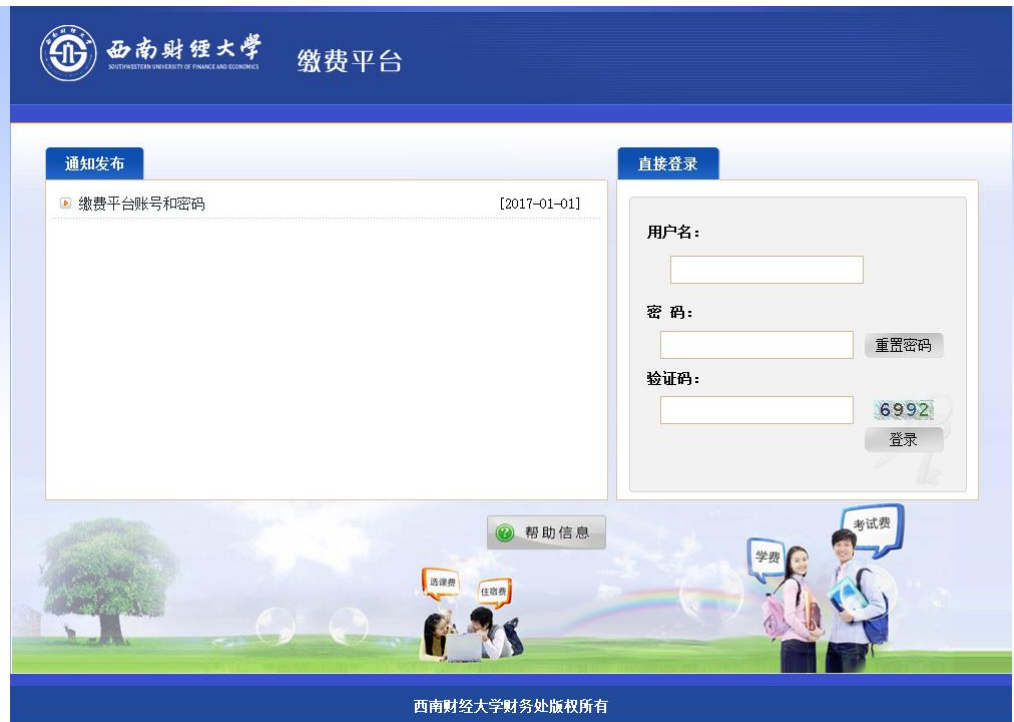 西南财经大学
SOUTHWESTERN UNIVERSITY OF FINANCE AND ECONOMICS
缴费平台
通知发布
缴费平台账号和密码 [2017-01-01]
直接登录
用户名：
密 码：
重置密码
验证码：
6992
登录
帮助信息
选课费
住宿费
学费
考试费
西南财经大学财务处版权所有